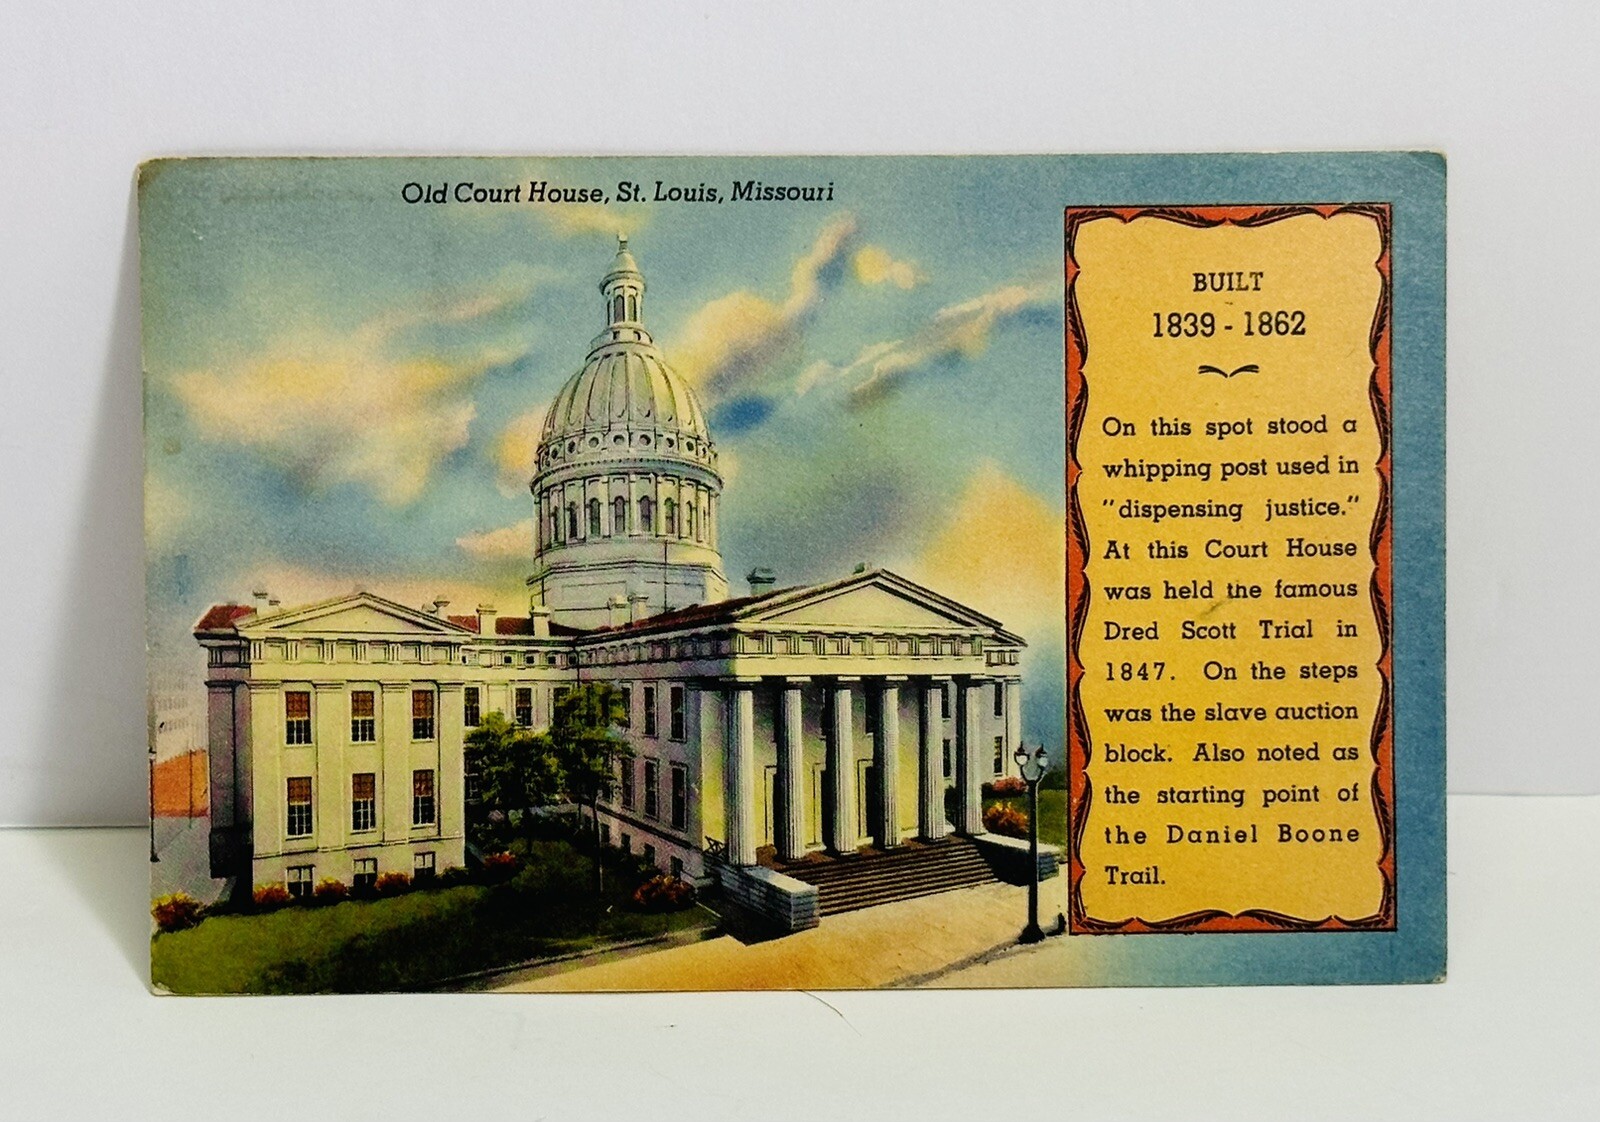 Old Court House, St. Louis, Missouri
BUILT
1839 - 1862
On this spot stood a
whipping post used in
"dispensing justice."
At this Court House
was held the famous
Dred Scott Trial in
1847. On the steps
was the slave auction
block. Also noted as
the starting point of
the Daniel Boone
Trail.